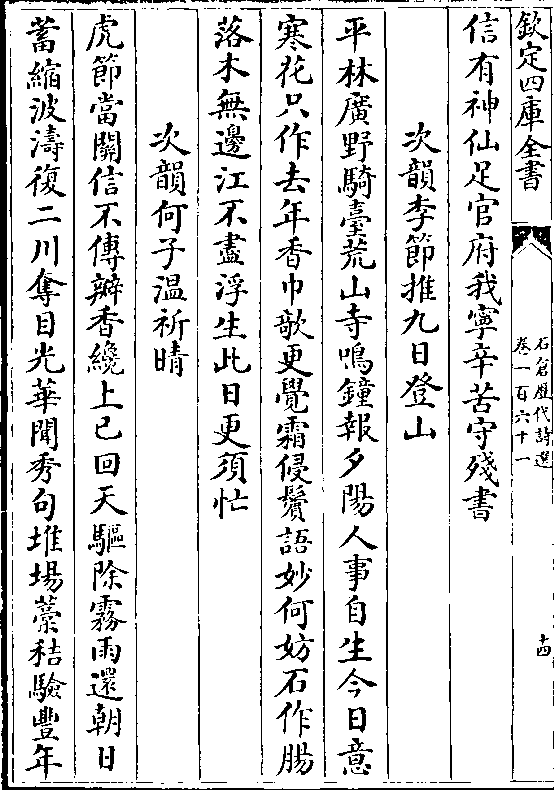 欽定四庫全書
石倉歷代詩選
卷一百六十一
十四
信有神仙足官府我寧辛苦守殘書
次韻李節推九日登山
平林廣野騎臺荒山寺鳴鐘報夕陽人事自生今日意
寒花只作去年香巾欹更覺霜侵鬢語妙何妨石作腸
落木無邊江不盡浮生此日更須忙
次韻何子温祈晴
虎節當關信不傳瓣香纔上已回天驅除霧雨還朝日
蓄縮波濤復二川奪目光華聞秀句堆場藁秸驗豐年